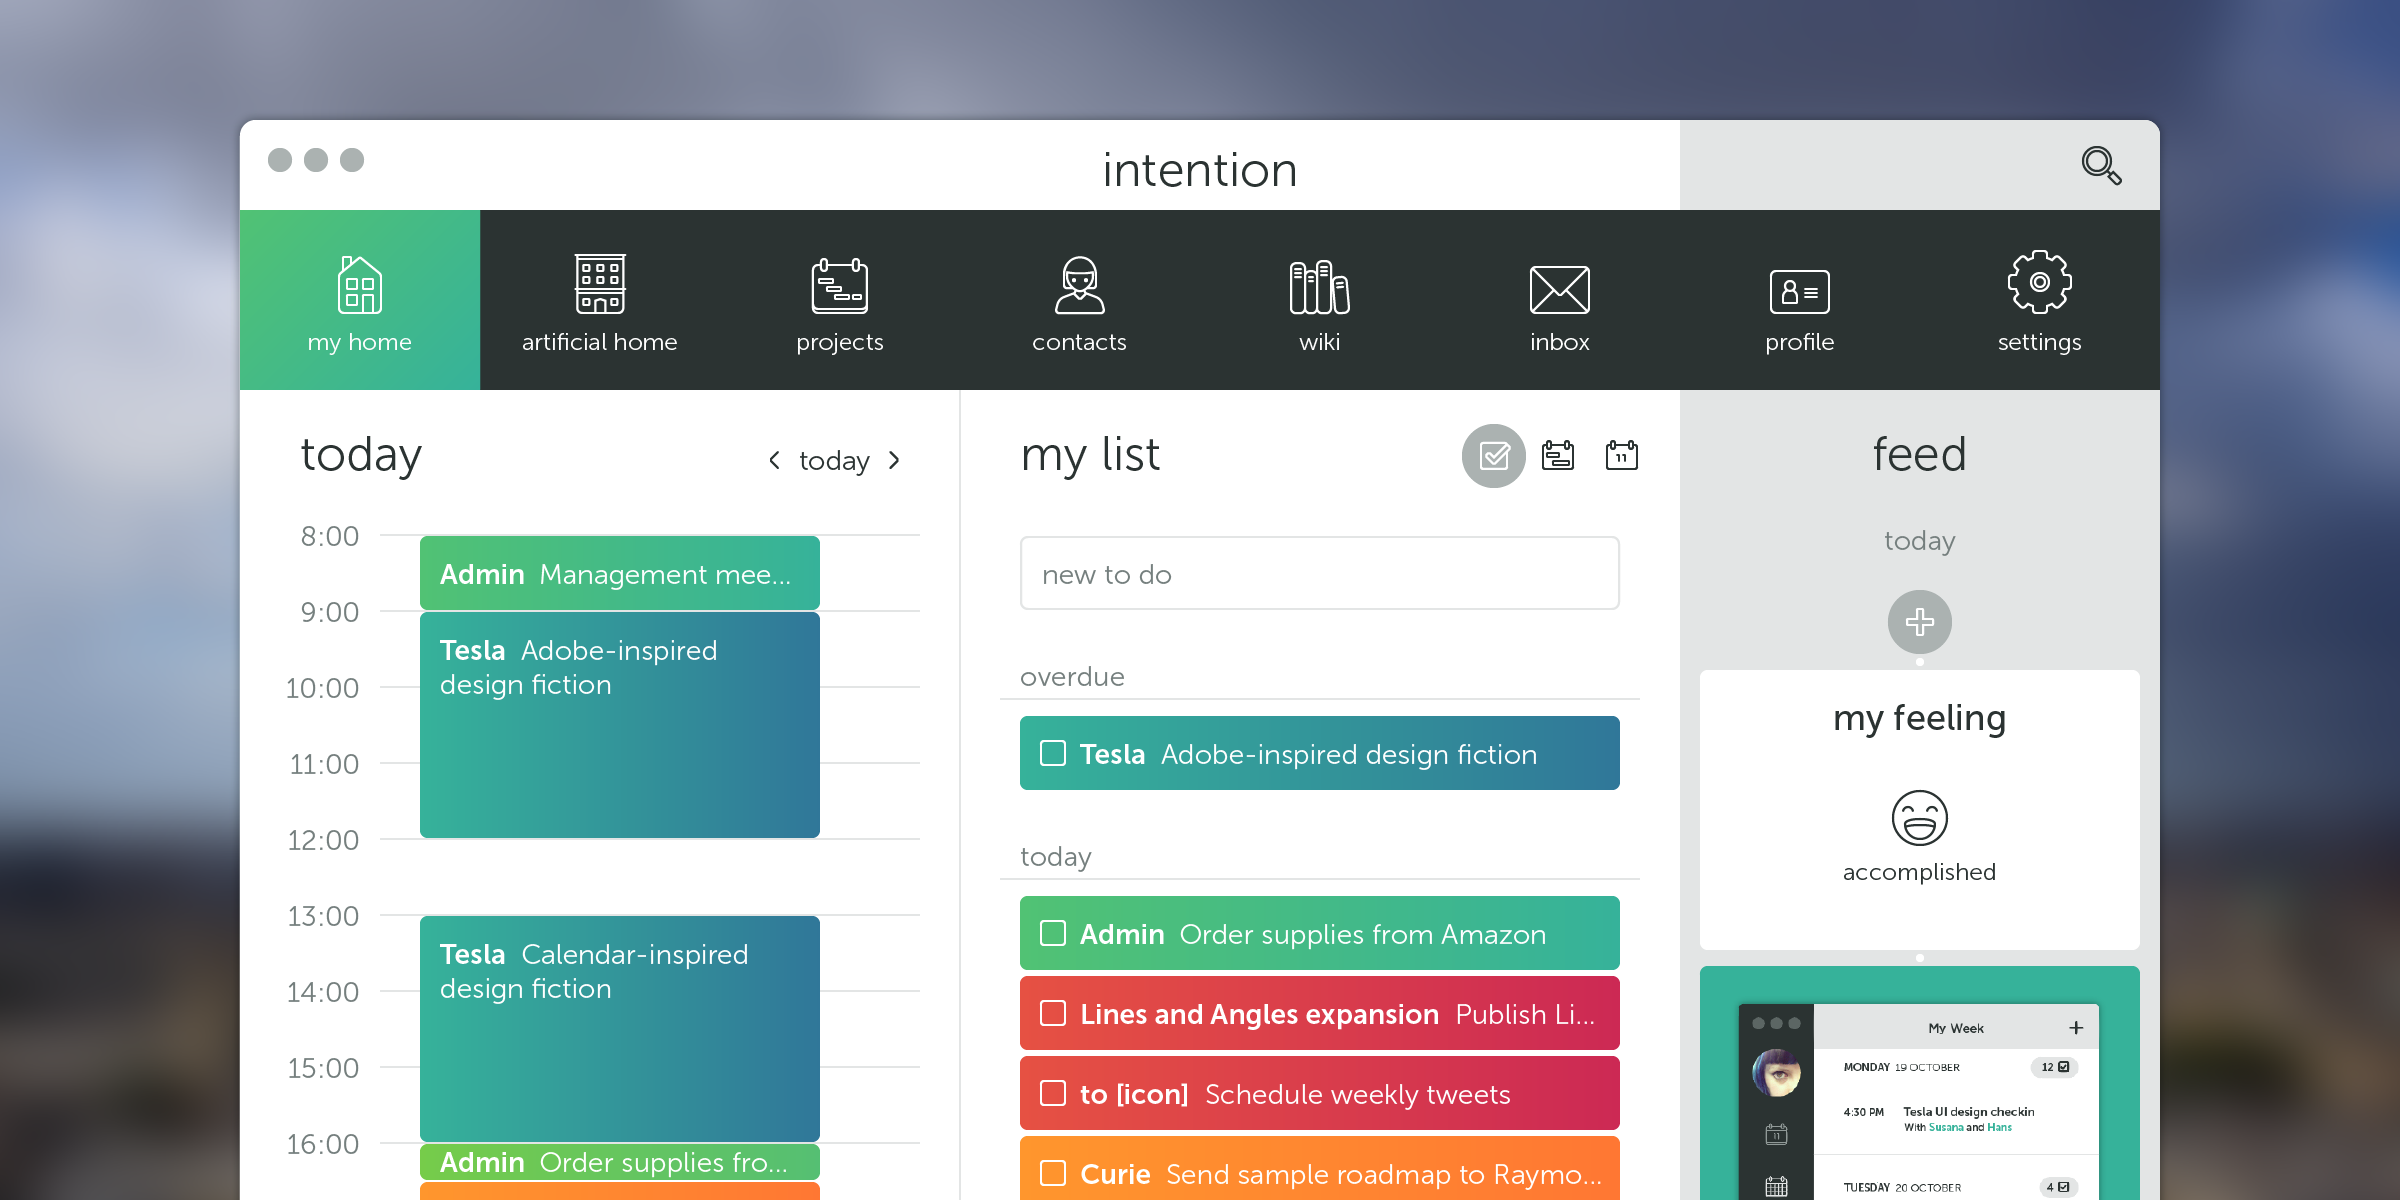 intention
my home
artificial home
projects
contacts
wiki
inbox
profile
settings
today
today
8:00
9:00
10:00
11:00
12:00
13:00
14:00
15:00
16:00
Admin Management mee...
Tesla Adobe-inspired
design fiction
Tesla Calendar-inspired
design fiction
Admin Order supplies fro...
my list
11
new to do
overdue
Tesla Adobe-inspired design fiction
today
Admin Order supplies from Amazon
Lines and Angles expansion Publish Li...
to [icon] Schedule weekly tweets
Curie Send sample roadmap to Raymo...
feed
today
my feeling
accomplished
My Week
MONDAY 19 OCTOBER 12
4:30 PM Tesla UI design checkin
With Susana and Hans
11
TUESDAY 20 OCTOBER 4